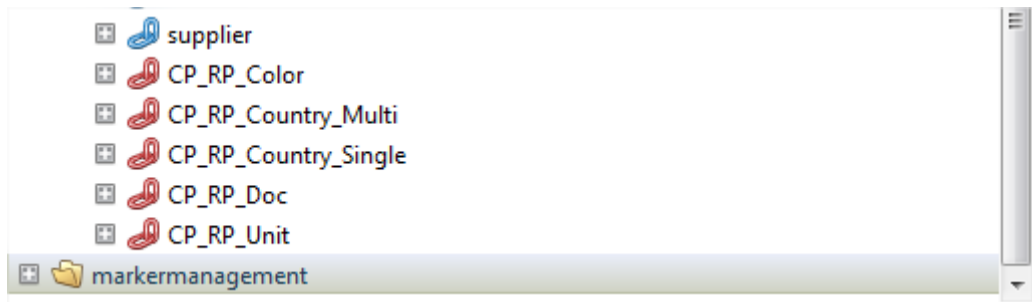 supplier
CP_RP_Color
CP_RP_Country_Multi
CP_RP_Country_Single
CP_RP_Doc
CP_RP_Unit
markermanagement